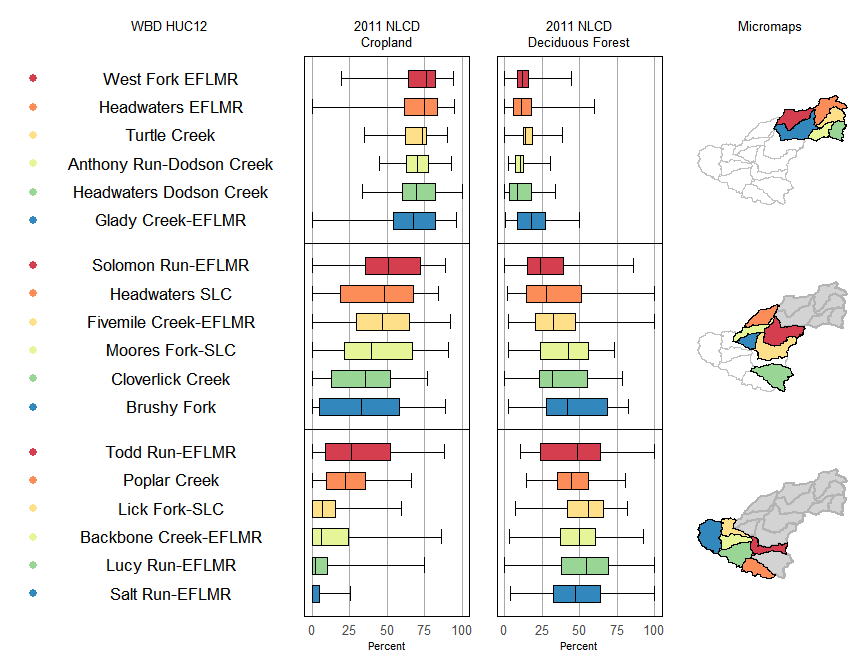 WBD HUC12
2011 NLCD
Cropland
2011 NLCD
Deciduous Forest
Micromaps
West Fork EFLMR
Headwaters EFLMR
Turtle Creek
Anthony Run-Dodson Creek
Headwaters Dodson Creek
Glady Creek-EFLMR
Solomon Run-EFLMR
Headwaters SLC
Fivemile Creek-EFLMR
Moores Fork-SLC
Cloverlick Creek
Brushy Fork
Todd Run-EFLMR
Poplar Creek
Lick Fork-SLC
Backbone Creek-EFLMR
Lucy Run-EFLMR
Salt Run-EFLMR
0 25 50 75 100
Percent
0 25 50 75 100
Percent